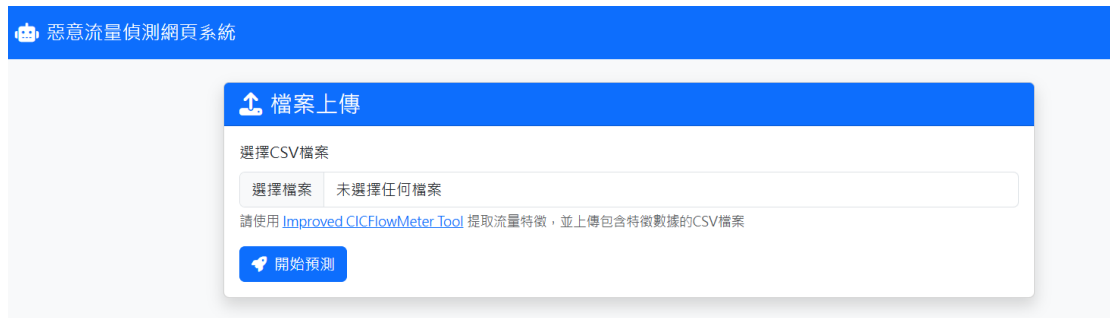 惡意流量偵測網頁系統
檔案上傳
選擇CSV檔案
選擇檔案 未選擇任何檔案
請使用 Improved CICFlowMeter Tool 提取流量特徵，並上傳包含特徵數據的CSV檔案
開始預測